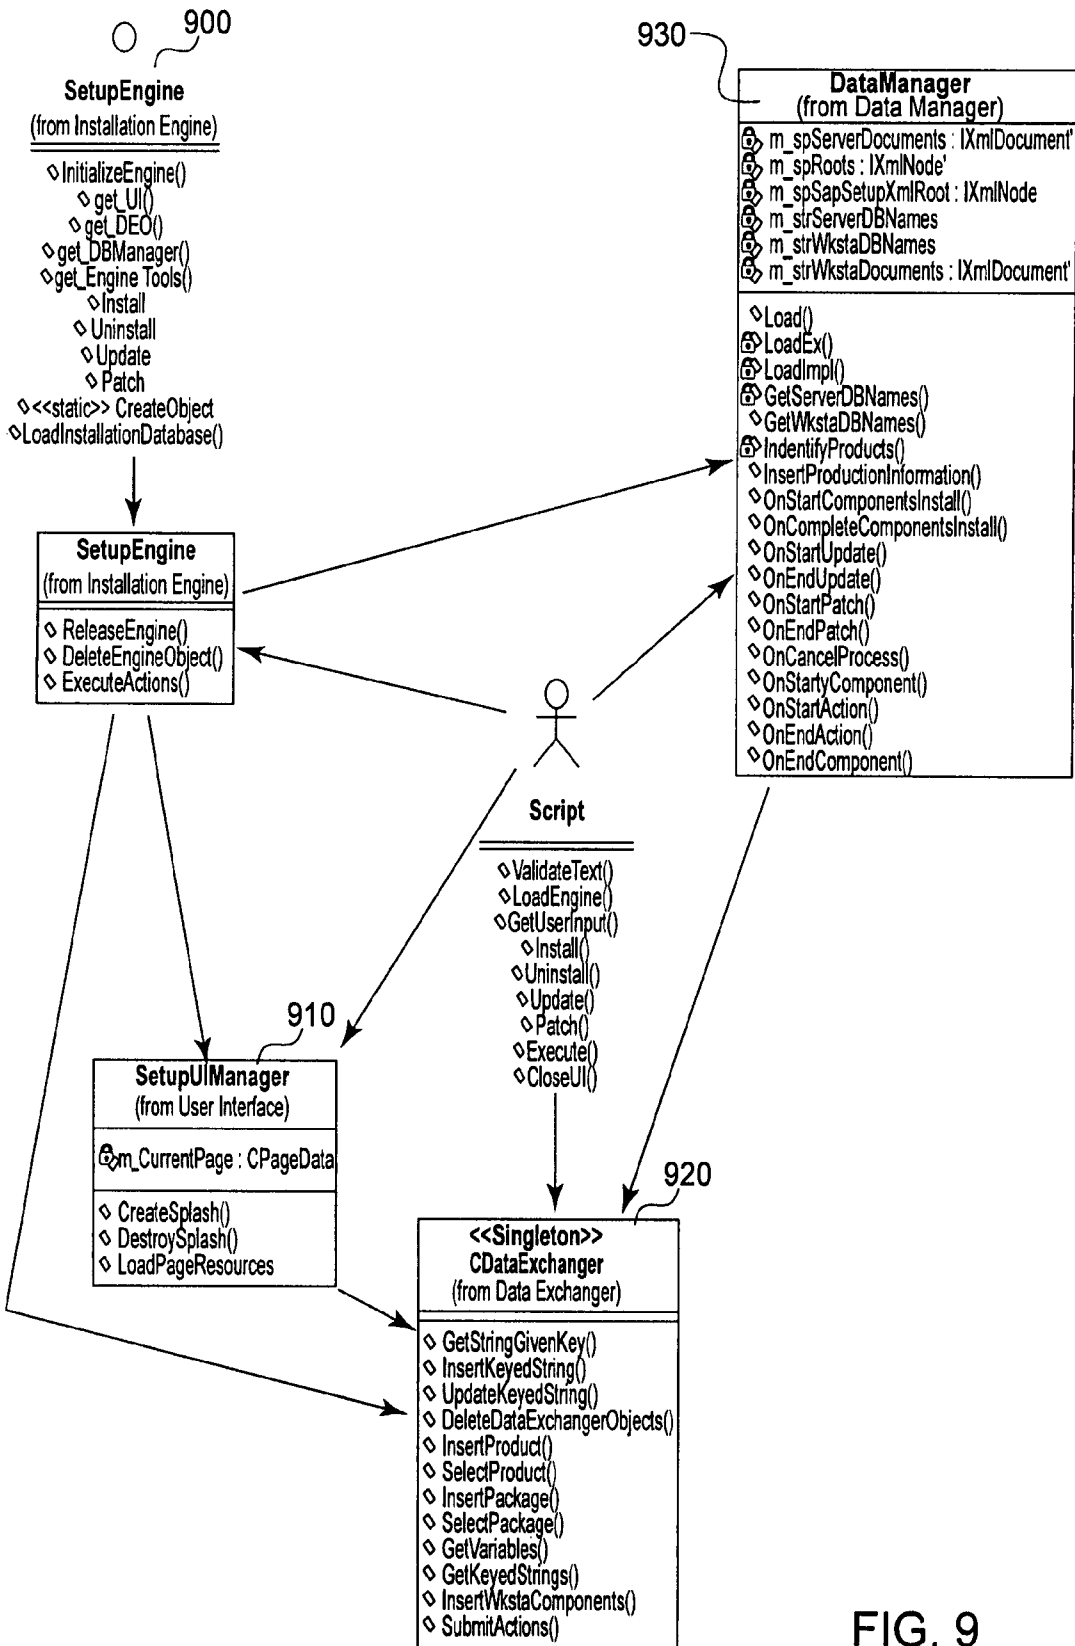 900
SetupEngine
(from Installation Engine)
InitializeEngine()
get_UI()
get_DEO()
get_DBManager()
get_Engine Tools()
Install
Uninstall
Update
Patch
<<static>> CreateObject
LoadInstallationDatabase()
SetupEngine
(from Installation Engine)
ReleaseEngine()
DeleteEngineObject()
ExecuteActions()
930
DataManager
(from Data Manager)
m_spServerDocuments : IXmlDocument'
m_spRoots : IXmlNode'
m_spSapSetupXmlRoot : IXmlNode
m_strServerDBNames
m_strWkstaDBNames
m_strWkstaDocuments : IXmlDocument'
Load()
LoadEx()
LoadImpl()
GetServerDBNames()
GetWkstaDBNames()
IndentifyProducts()
InsertProductionInformation()
OnStartComponentsInstall()
OnCompleteComponentsInstall()
OnStartUpdate()
OnEndUpdate()
OnStartPatch()
OnEndPatch()
OnCancelProcess()
OnStartyComponent()
OnStartAction()
OnEndAction()
OnEndComponent()
Script
ValidateText()
LoadEngine()
GetUserInput()
Install()
Uninstall()
Update()
Patch()
Execute()
CloseUI()
910
SetupUIManager
(from User Interface)
m_CurrentPage : CPageData
CreateSplash()
DestroySplash()
LoadPageResources
920
<<Singleton>>
CDataExchanger
(from Data Exchanger)
GetStringGivenKey()
InsertKeyedString()
UpdateKeyedString()
DeleteDataExchangerObjects()
InsertProduct()
SelectProduct()
InsertPackage()
SelectPackage()
GetVariables()
GetKeyedStrings()
InsertWkstaComponents()
SubmitActions()
FIG. 9